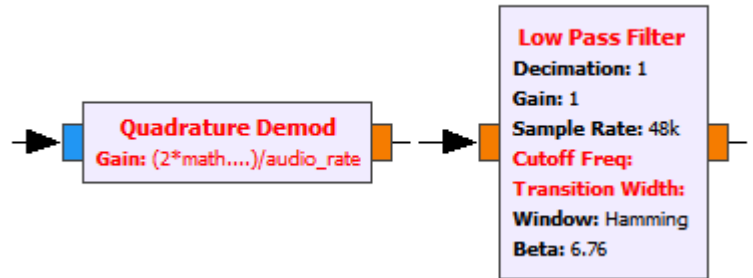 Quadrature Demod
Gain: (2*math....)/audio_rate
Low Pass Filter
Decimation: 1
Gain: 1
Sample Rate: 48k
Cutoff Freq:
Transition Width:
Window: Hamming
Beta: 6.76